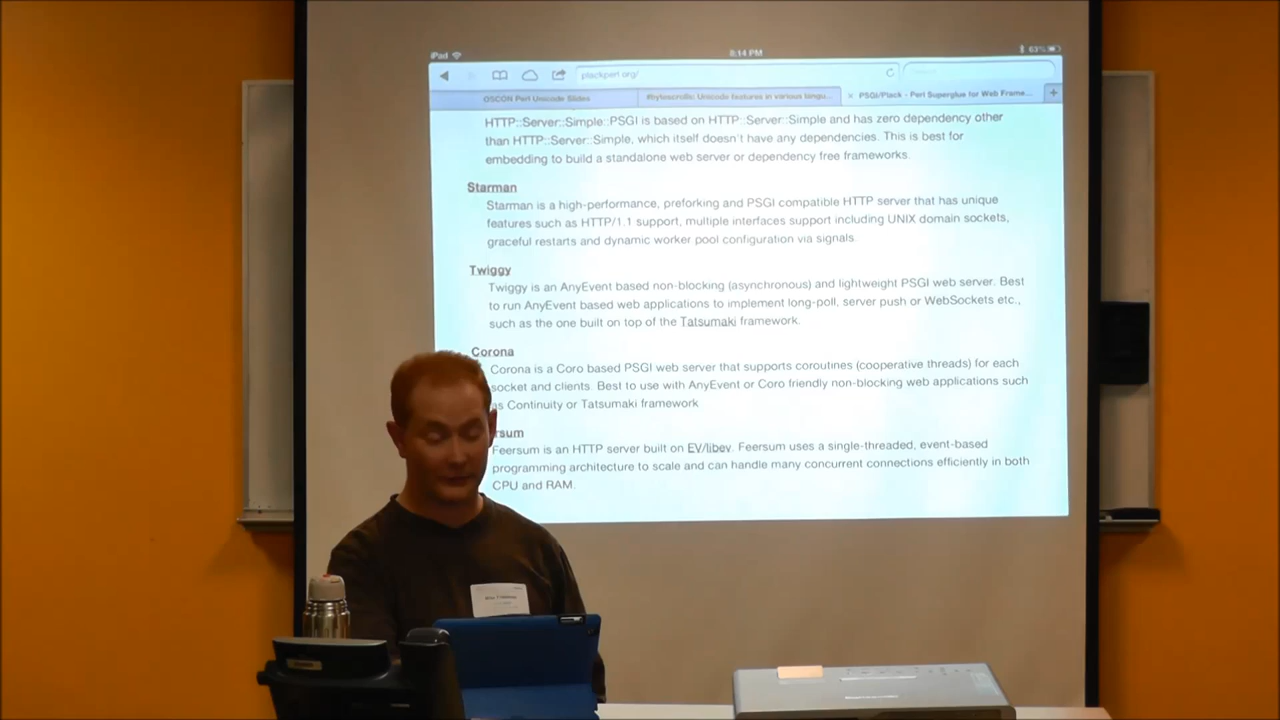 iPad 8:14 PM 63%
plackperl.org/
OSCON Perl Unicode Slides #bytescrolls: Unicode features in various langu... × PSGI/Plack - Perl Superglue for Web Frame... +
HTTP::Server::Simple::PSGI is based on HTTP::Server::Simple and has zero dependency other
than HTTP::Server::Simple, which itself doesn't have any dependencies. This is best for
embedding to build a standalone web server or dependency free frameworks.
Starman
Starman is a high-performance, preforking and PSGI compatible HTTP server that has unique
features such as HTTP/1.1 support, multiple interfaces support including UNIX domain sockets,
graceful restarts and dynamic worker pool configuration via signals.
Twiggy
Twiggy is an AnyEvent based non-blocking (asynchronous) and lightweight PSGI web server. Best
to run AnyEvent based web applications to implement long-poll, server push or WebSockets etc.,
such as the one built on top of the Tatsumaki framework.
Corona
Corona is a Coro based PSGI web server that supports coroutines (cooperative threads) for each
socket and clients. Best to use with AnyEvent or Coro friendly non-blocking web applications such
as Continuity or Tatsumaki framework
rsum
Feersum is an HTTP server built on EV/libev. Feersum uses a single-threaded, event-based
programming architecture to scale and can handle many concurrent connections efficiently in both
CPU and RAM.